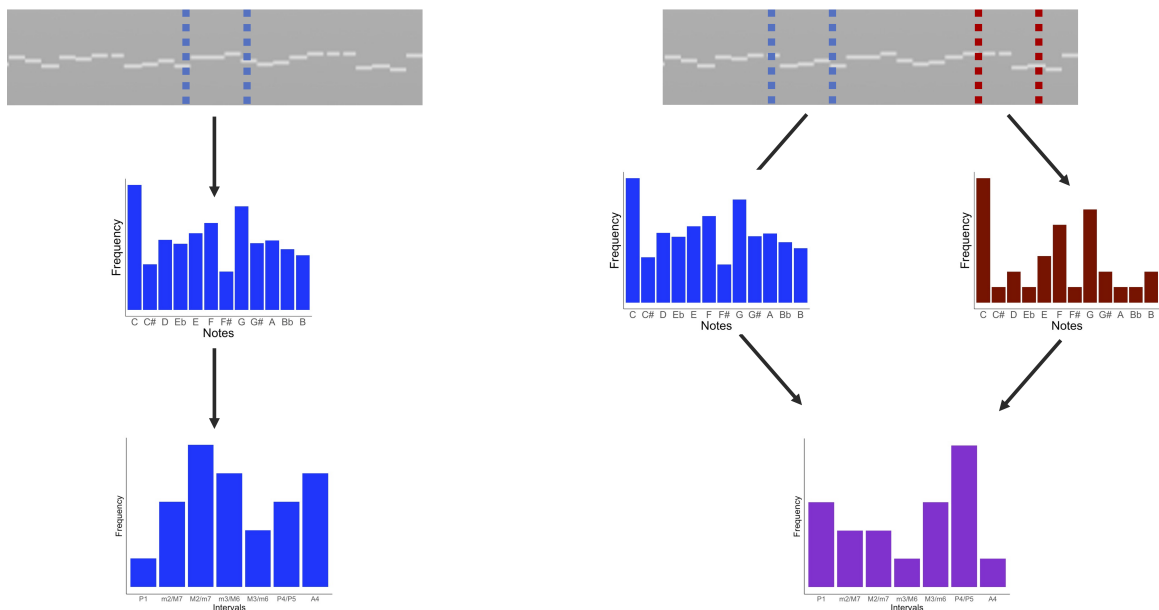 Frequency
C C# D Eb E F F# G G# A Bb B
Notes
Frequency
P1 m2/M7 M2/m7 m3/M6 M3/m6 P4/P5 A4
Intervals
Frequency
C C# D Eb E F F# G G# A Bb B
Notes
Frequency
C C# D Eb E F F# G G# A Bb B
Notes
Frequency
P1 m2/M7 M2/m7 m3/M6 M3/m6 P4/P5 A4
Intervals